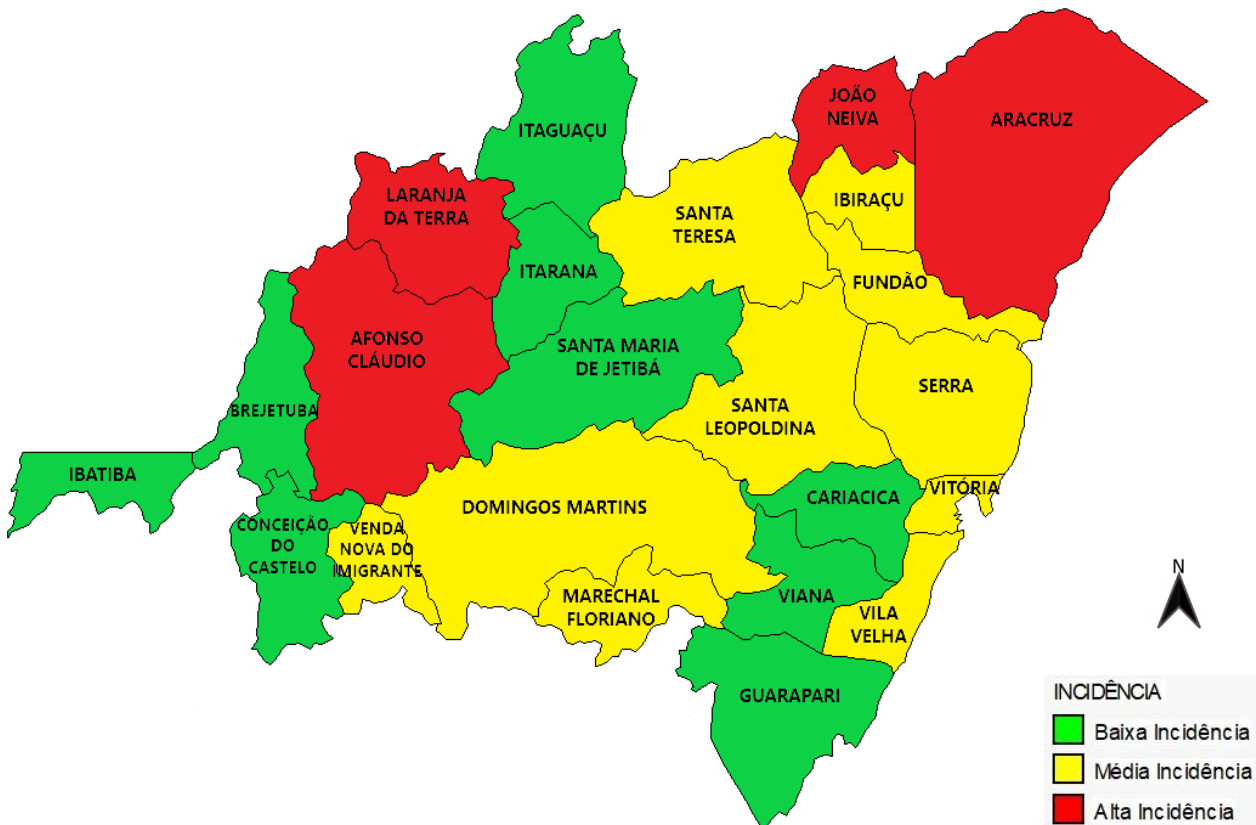 JOÃO
NEIVA
ARACRUZ
ITAGUAÇU
LARANJA
DA TERRA
IBIRAÇU
SANTA
TERESA
ITARANA
FUNDÃO
AFONSO
CLÁUDIO
SANTA MARIA
DE JETIBÁ
SERRA
BREJETUBA
SANTA
LEOPOLDINA
IBATIBA
CARIACICA
VITÓRIA
DOMINGOS MARTINS
CONCEIÇÃO
DO
CASTELO
VENDA
NOVA DO
IMIGRANTE
N
MARECHAL
FLORIANO
VIANA
VILA
VELHA
GUARAPARI
INCIDÊNCIA
Baixa Incidência
Média Incidência
Alta Incidência